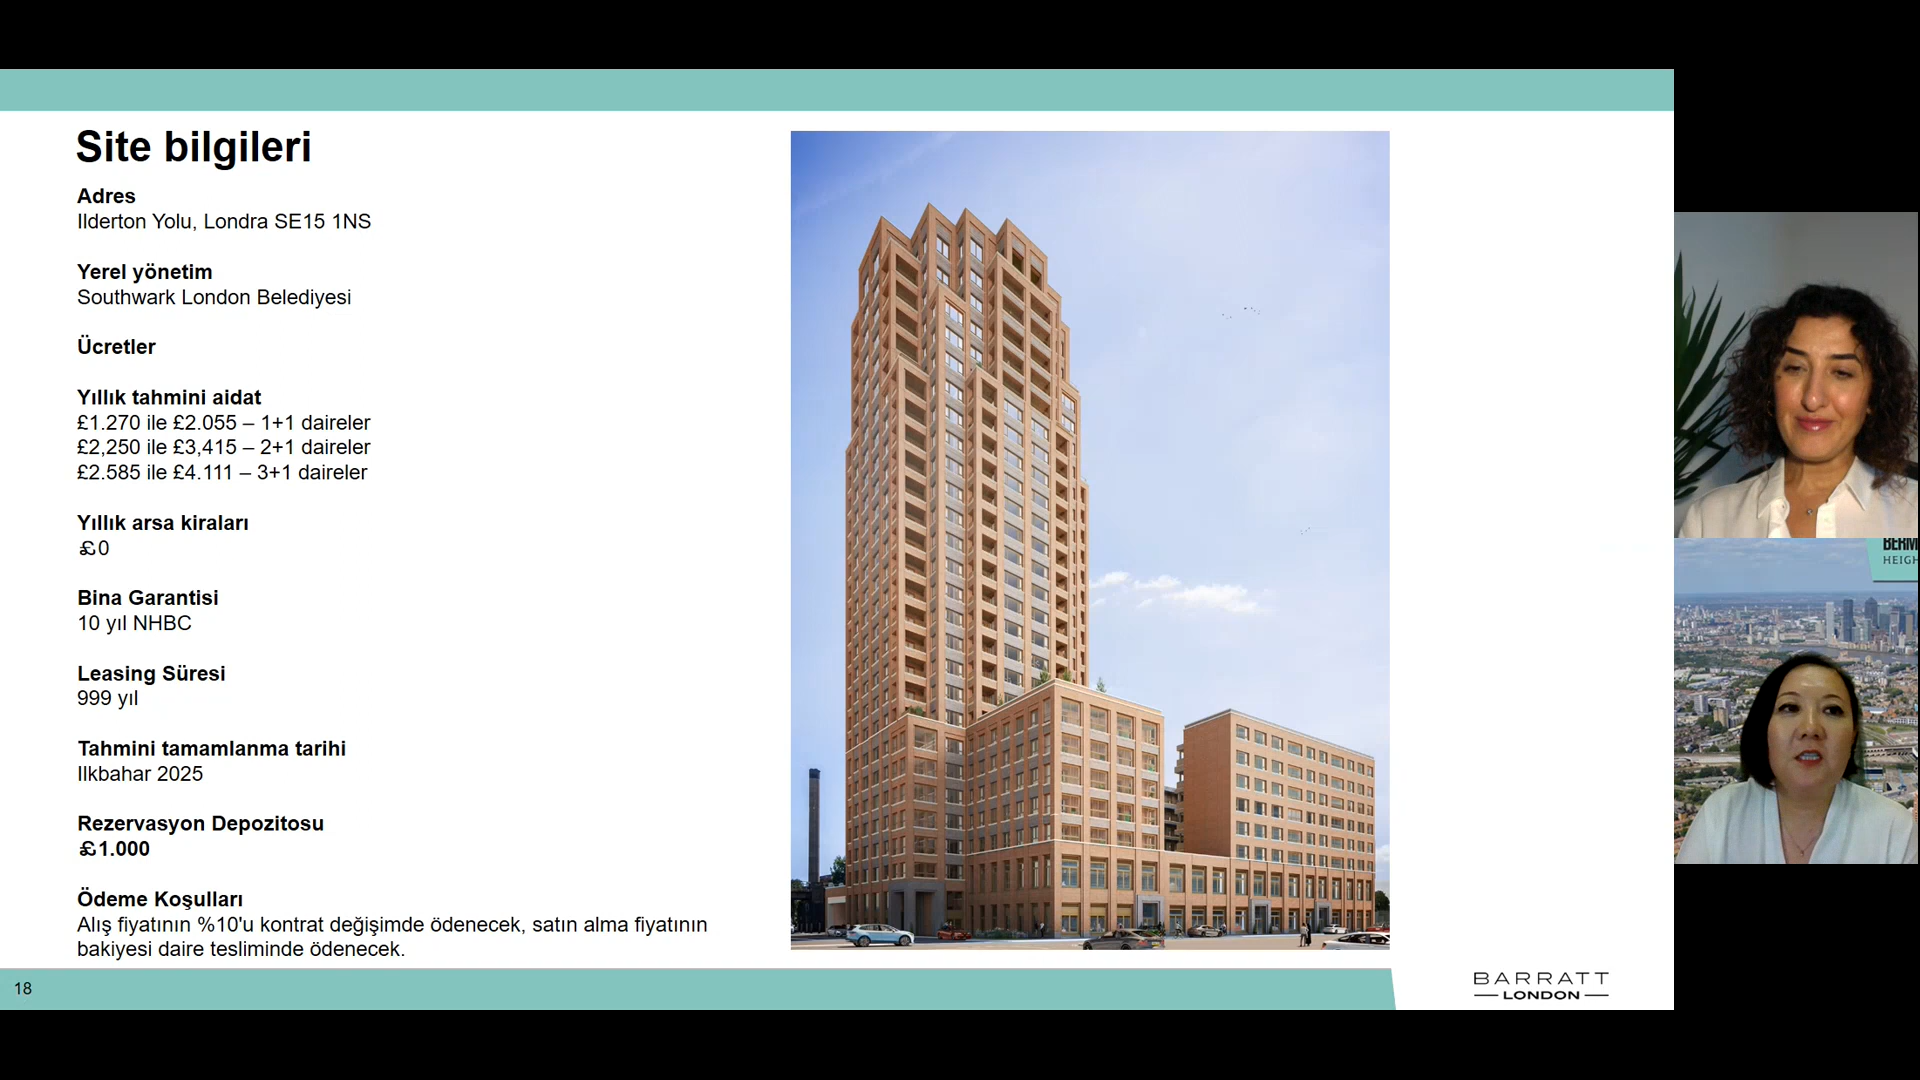 Site bilgileri
Adres
Ilderton Yolu, Londra SE15 1NS
Yerel yönetim
Southwark London Belediyesi
Ücretler
Yıllık tahmini aidat
£1.270 ile £2.055 – 1+1 daireler
£2,250 ile £3,415 – 2+1 daireler
£2.585 ile £4.111 – 3+1 daireler
Yıllık arsa kiraları
£0
Bina Garantisi
10 yıl NHBC
Leasing Süresi
999 yıl
Tahmini tamamlanma tarihi
Ilkbahar 2025
Rezervasyon Depozitosu
£1.000
Ödeme Koşulları
Alış fiyatının %10'u kontrat değişimde ödenecek, satın alma fiyatının
bakiyesi daire tesliminde ödenecek.
18
BARRATT
LONDON
BERM
HEIGH